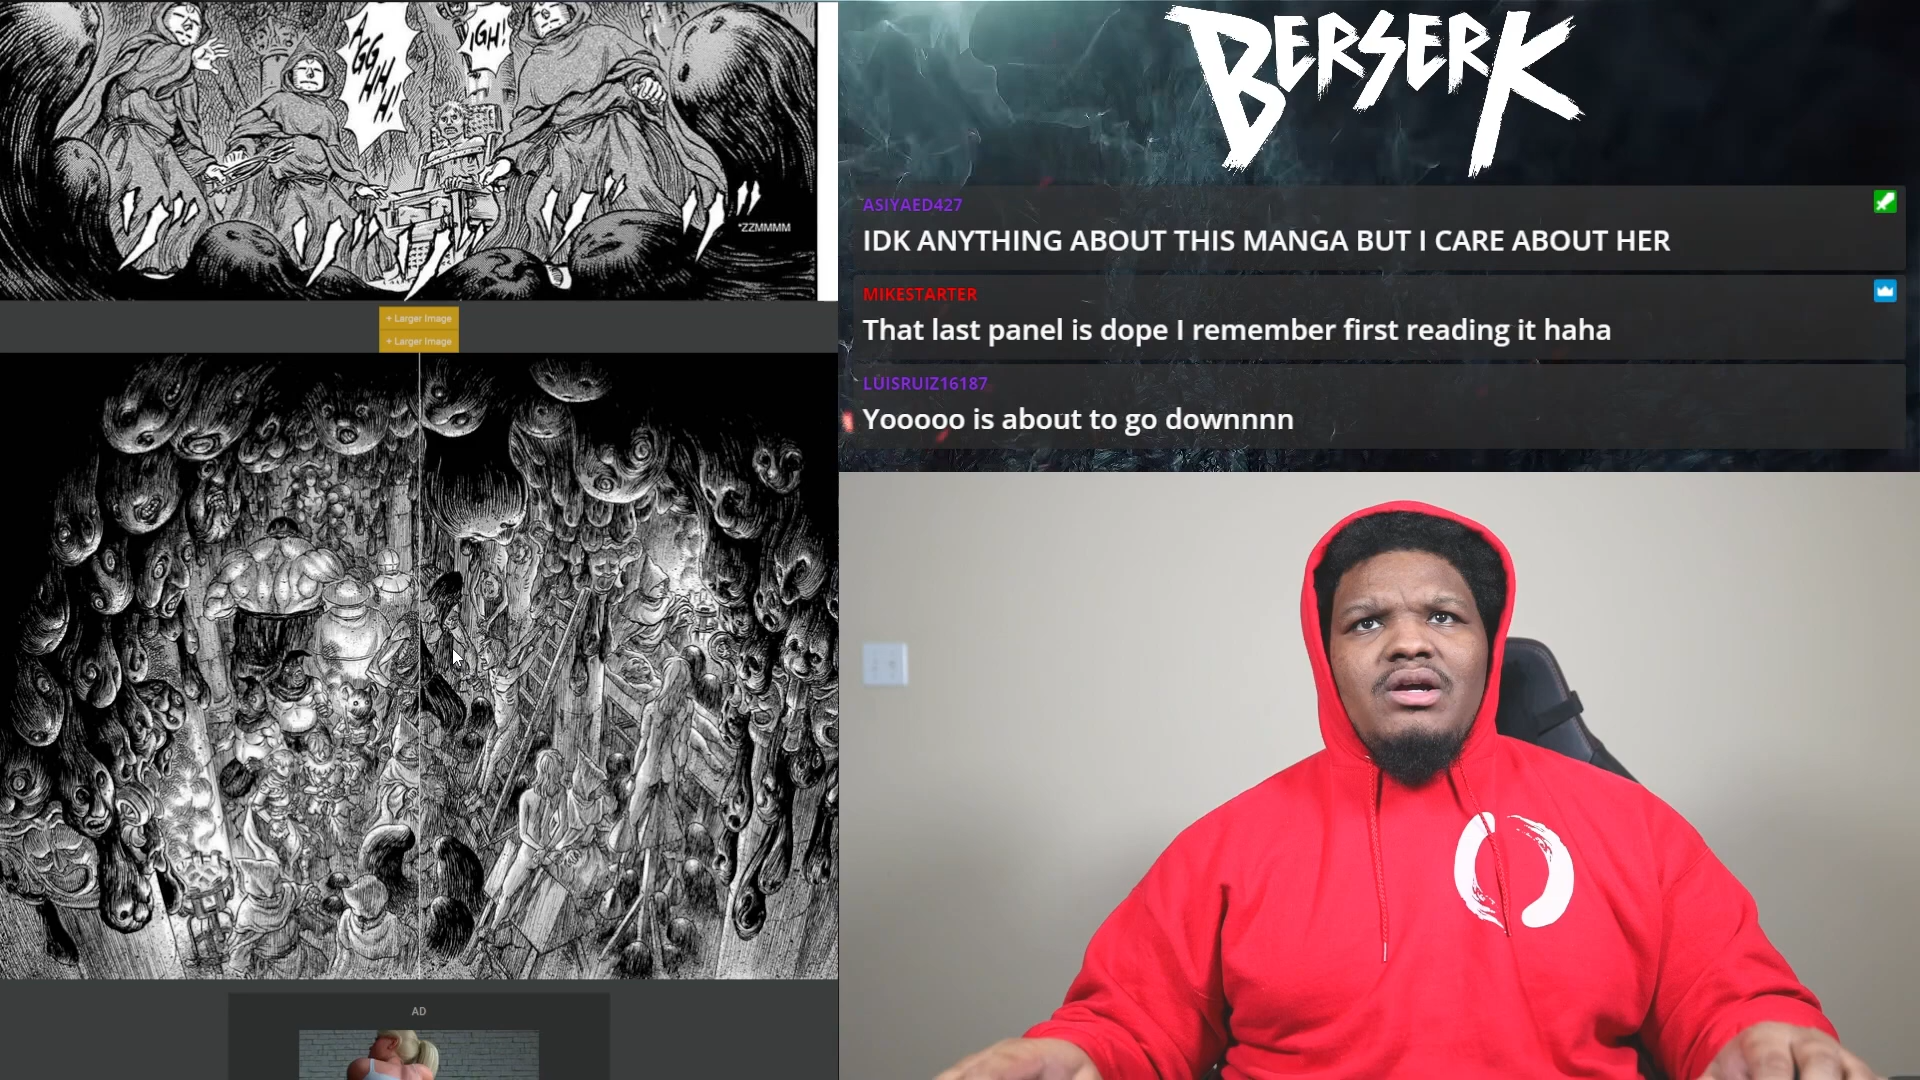 AGGHHH!
IGH!
*ZZMMMM
+ Larger Image
+ Larger Image
AD
BERSERK
ASIYAED427
IDK ANYTHING ABOUT THIS MANGA BUT I CARE ABOUT HER
MIKESTARTER
That last panel is dope I remember first reading it haha
LUISRUIZ16187
Yooooo is about to go downnnn